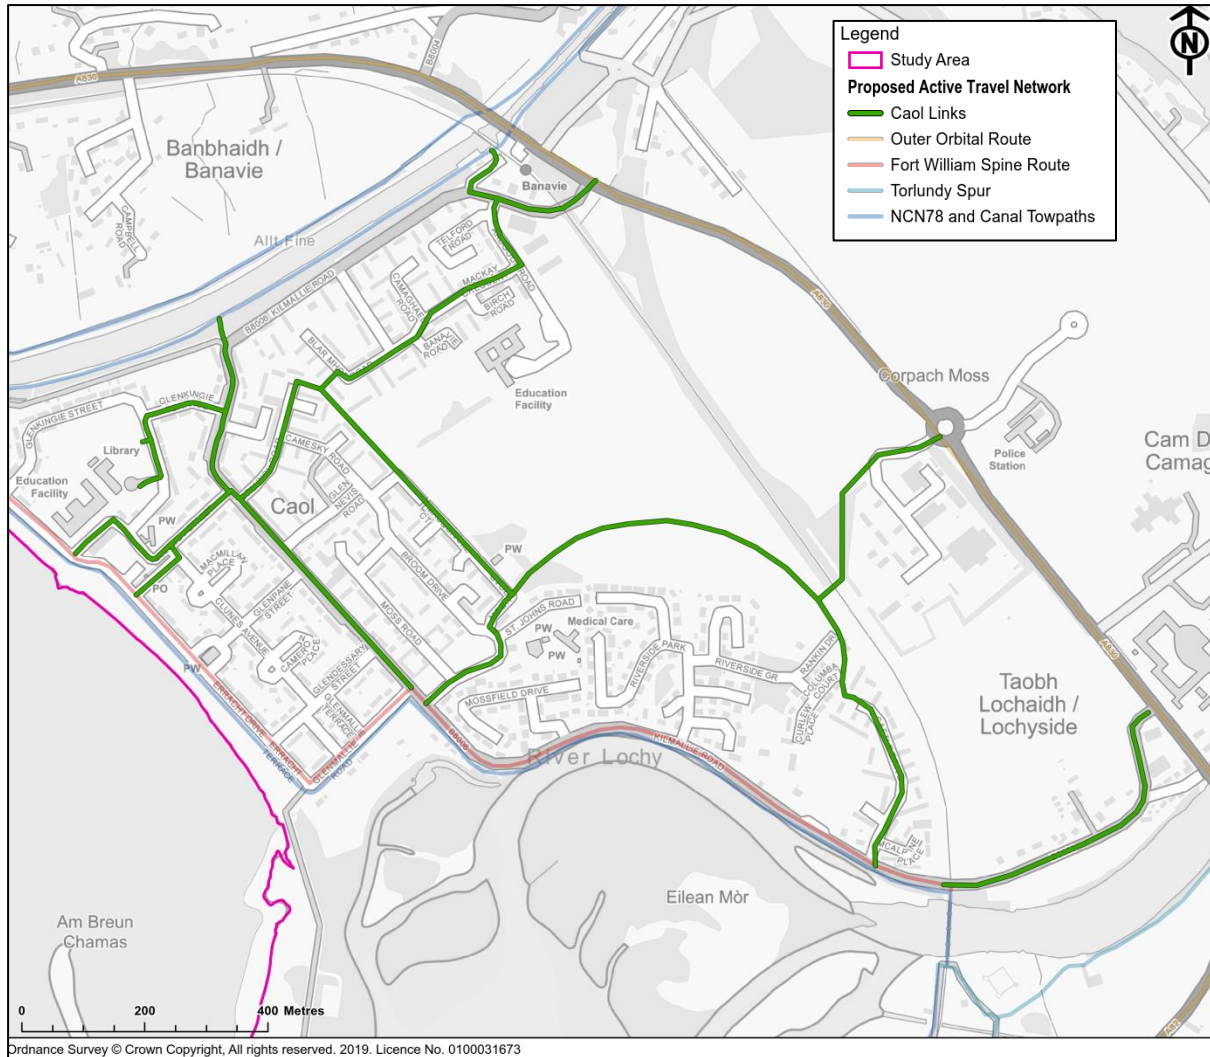 Legend
Study Area
Proposed Active Travel Network
Caol Links
Outer Orbital Route
Fort William Spine Route
Torlundy Spur
NCN78 and Canal Towpaths
N
A830
B8004
Banbhaidh /
Banavie
CAMPBELL
ROAD
Banavie
Allt Fine
TELFORD
ROAD
ROAD
B8006 KILMALLIE ROAD
CAMAGHAEL
ROAD
MACKAY
CRESCENT
BIRCH
ROAD
A830
BLAR
ROAD
Education
Facility
Corpach Moss
GLENKINGIE STREET
GLENKINGIE
Library
CAMESKY ROAD
Police
Station
Cam D
Camag
Education
Facility
Caol
GLEN
NEVIS
ROAD
CT
PW
PW
MACMILLAN
PLACE
BROOM DRIVE
PO
GLENPANE
STREET
MOSS ROAD
ST. JOHNS ROAD
Medical Care
PW
PW
CLUNES AVENUE
CAMERON
PLACE
RIVERSIDE PARK
RIVERSIDE GR
RANKIN DR
COLUMBA
COURT
CURLEW
PLACE
PW
GLENDESSARY
STREET
MOSSFIELD DRIVE
GLENMALLIE
TERRACE
Taobh
Lochaidh /
Lochyside
A830
ERRACHT DRIVE
ERRACHT
TERRACE
GLENMALLIE
ROAD
B8006
KILMALLIE ROAD
River Lochy
MCALPINE
PLACE
Eilean Mòr
Am Breun
Chamas
0 200 400 Metres
A82
Ordnance Survey © Crown Copyright, All rights reserved. 2019. Licence No. 0100031673